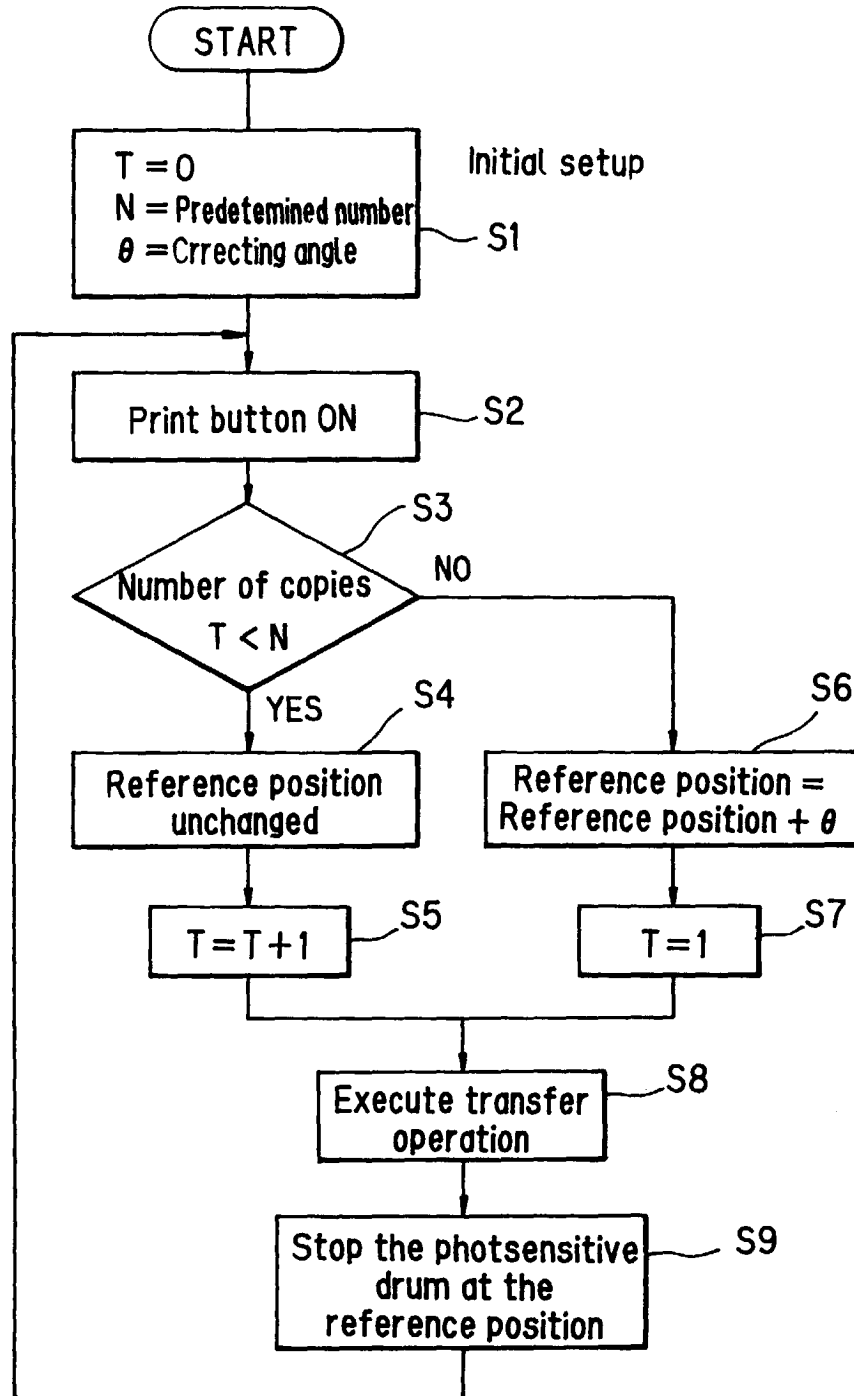 START
T = 0
N = Predetemined number
θ = Crrecting angle
Initial setup
S1
Print button ON
S2
S3
Number of copies
T < N
NO
YES
S4
Reference position
unchanged
S6
Reference position =
Reference position + θ
T = T + 1
S5
T = 1
S7
S8
Execute transfer
operation
Stop the photsensitive
drum at the
reference position
S9